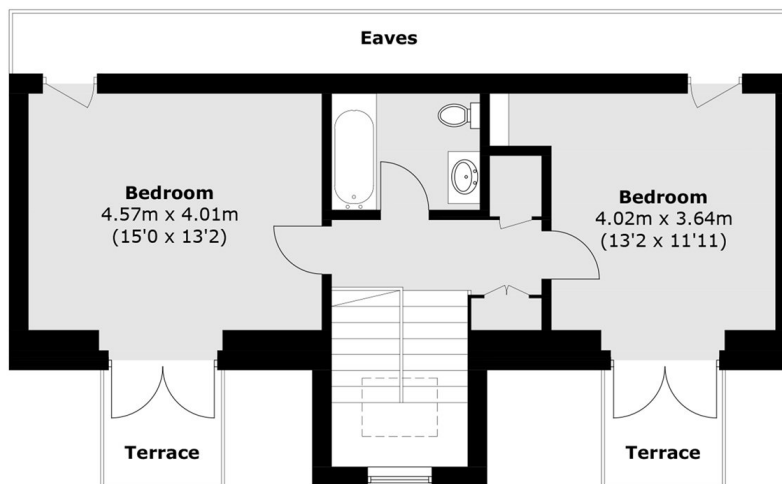 Eaves
Bedroom
4.57m x 4.01m
(15'0 x 13'2)
Bedroom
4.02m x 3.64m
(13'2 x 11'11)
Terrace
Terrace